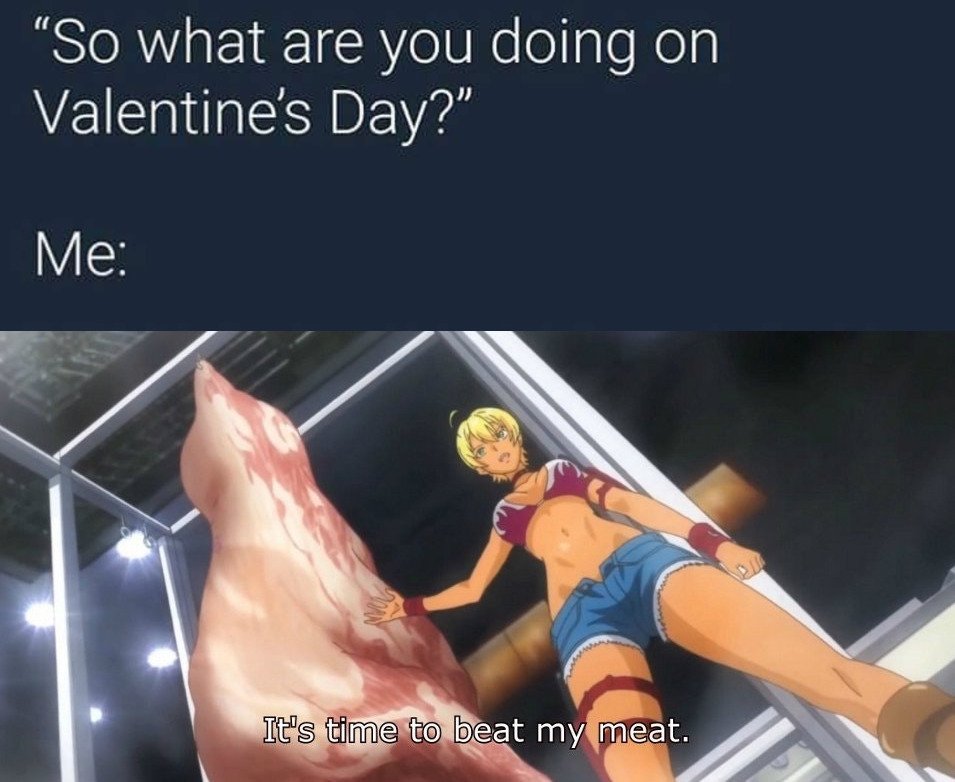 “So what are you doing on
Valentine’s Day?”
Me:
It's time to beat my meat.